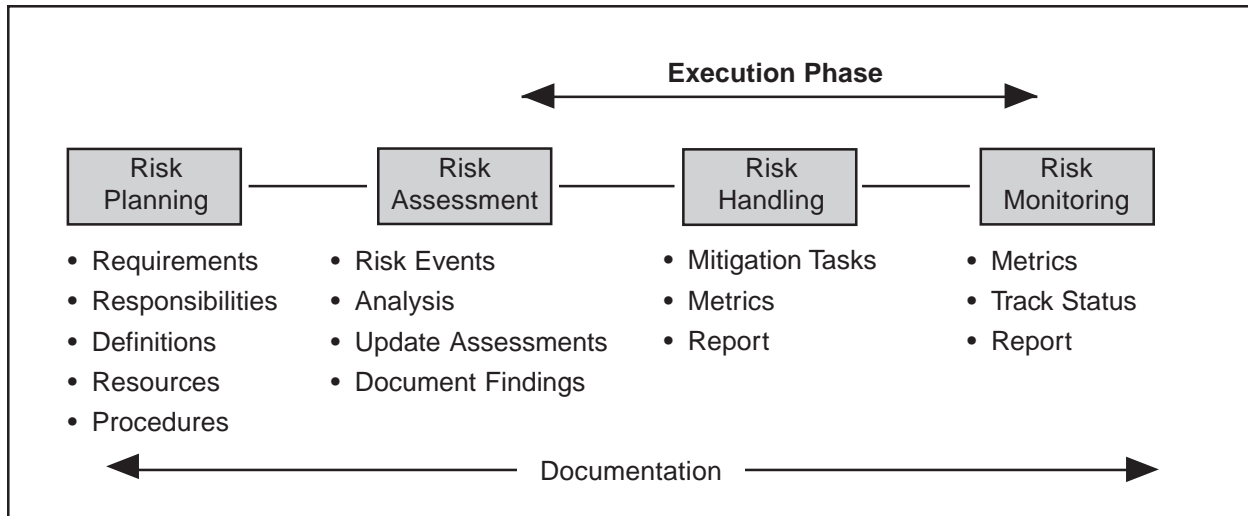 Execution Phase
Risk
Planning
Risk
Assessment
Risk
Handling
Risk
Monitoring
• Requirements
• Responsibilities
• Definitions
• Resources
• Procedures
• Risk Events
• Analysis
• Update Assessments
• Document Findings
• Mitigation Tasks
• Metrics
• Report
• Metrics
• Track Status
• Report
Documentation